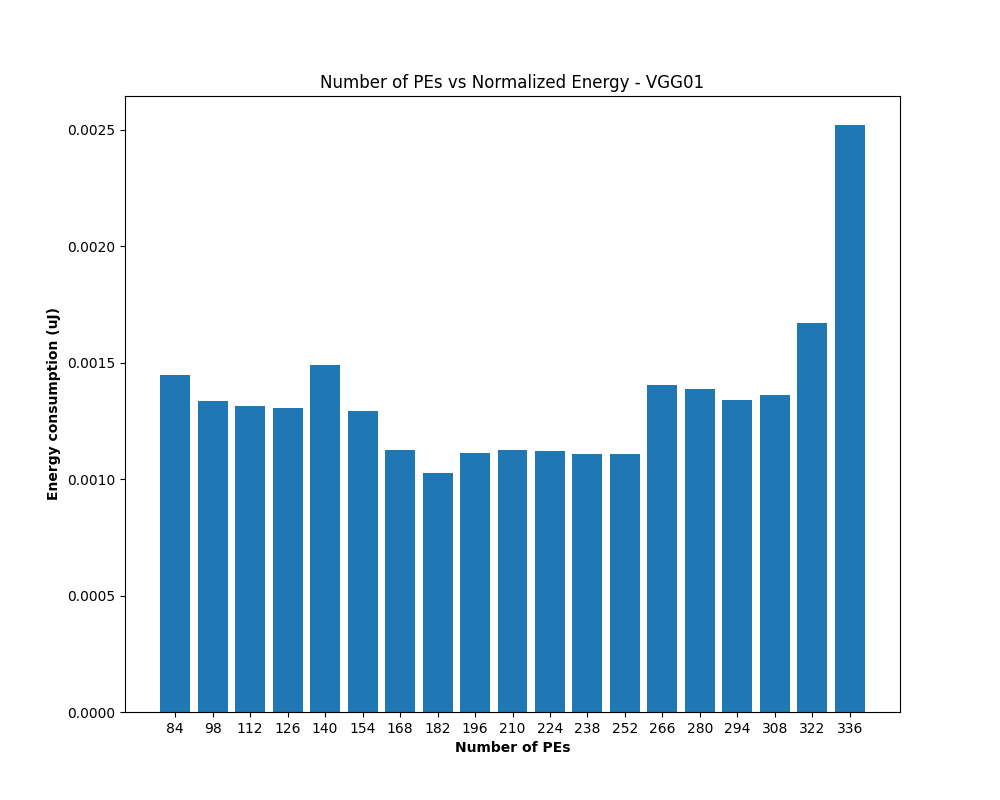 Number of PEs vs Normalized Energy - VGG01
Energy consumption (uJ)
0.0025
0.0020
0.0015
0.0010
0.0005
0.0000
84 98 112 126 140 154 168 182 196 210 224 238 252 266 280 294 308 322 336
Number of PEs